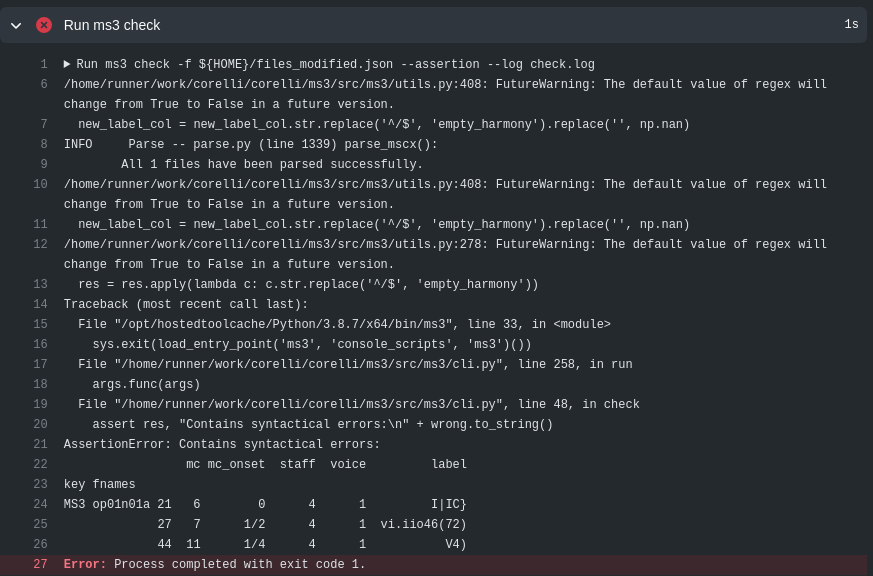 Run ms3 check 1s
1 Run ms3 check -f ${HOME}/files_modified.json --assertion --log check.log
6 /home/runner/work/corelli/corelli/ms3/src/ms3/utils.py:408: FutureWarning: The default value of regex will
change from True to False in a future version.
7 new_label_col = new_label_col.str.replace('^/$', 'empty_harmony').replace('', np.nan)
8 INFO     Parse -- parse.py (line 1339) parse_mscx():
9 All 1 files have been parsed successfully.
10 /home/runner/work/corelli/corelli/ms3/src/ms3/utils.py:408: FutureWarning: The default value of regex will
change from True to False in a future version.
11 new_label_col = new_label_col.str.replace('^/$', 'empty_harmony').replace('', np.nan)
12 /home/runner/work/corelli/corelli/ms3/src/ms3/utils.py:278: FutureWarning: The default value of regex will
change from True to False in a future version.
13 res = res.apply(lambda c: c.str.replace('^/$', 'empty_harmony'))
14 Traceback (most recent call last):
15 File "/opt/hostedtoolcache/Python/3.8.7/x64/bin/ms3", line 33, in <module>
16 sys.exit(load_entry_point('ms3', 'console_scripts', 'ms3')())
17 File "/home/runner/work/corelli/corelli/ms3/src/ms3/cli.py", line 258, in run
18 args.func(args)
19 File "/home/runner/work/corelli/corelli/ms3/src/ms3/cli.py", line 48, in check
20 assert res, "Contains syntactical errors:\n" + wrong.to_string()
21 AssertionError: Contains syntactical errors:
22 mc mc_onset  staff  voice         label
23 key fnames
24 MS3 op01n01a 21   6        0      4      1         I|IC}
25 27   7      1/2      4      1  vi.iio46(72)
26 44  11      1/4      4      1           V4)
27 Error: Process completed with exit code 1.